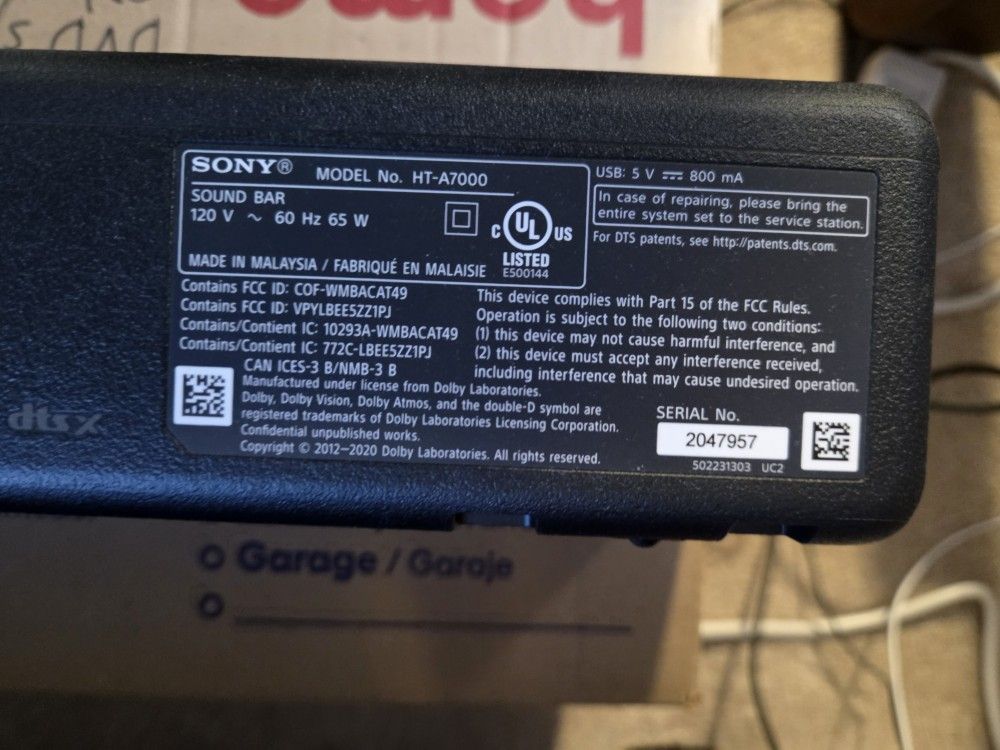 home
DVD'S
SONY®
MODEL No. HT-A7000
SOUND BAR
120 V ~ 60 Hz 65 W
C UL US
LISTED
E500144
MADE IN MALAYSIA / FABRIQUÉ EN MALAISIE
USB: 5 V ⎓ 800 mA
In case of repairing, please bring the
entire system set to the service station.
For DTS patents, see http://patents.dts.com.
Contains FCC ID: COF-WMBACAT49
Contains FCC ID: VPYLBEE5ZZ1PJ
Contains/Contient IC: 10293A-WMBACAT49
Contains/Contient IC: 772C-LBEE5ZZ1PJ
CAN ICES-3 B/NMB-3 B
This device complies with Part 15 of the FCC Rules.
Operation is subject to the following two conditions:
(1) this device may not cause harmful interference, and
(2) this device must accept any interference received,
including interference that may cause undesired operation.
Manufactured under license from Dolby Laboratories.
Dolby, Dolby Vision, Dolby Atmos, and the double-D symbol are
registered trademarks of Dolby Laboratories Licensing Corporation.
Confidential unpublished works.
Copyright © 2012–2020 Dolby Laboratories. All rights reserved.
SERIAL No.
2047957
502231303 UC2
dts X
Garage / Garaje